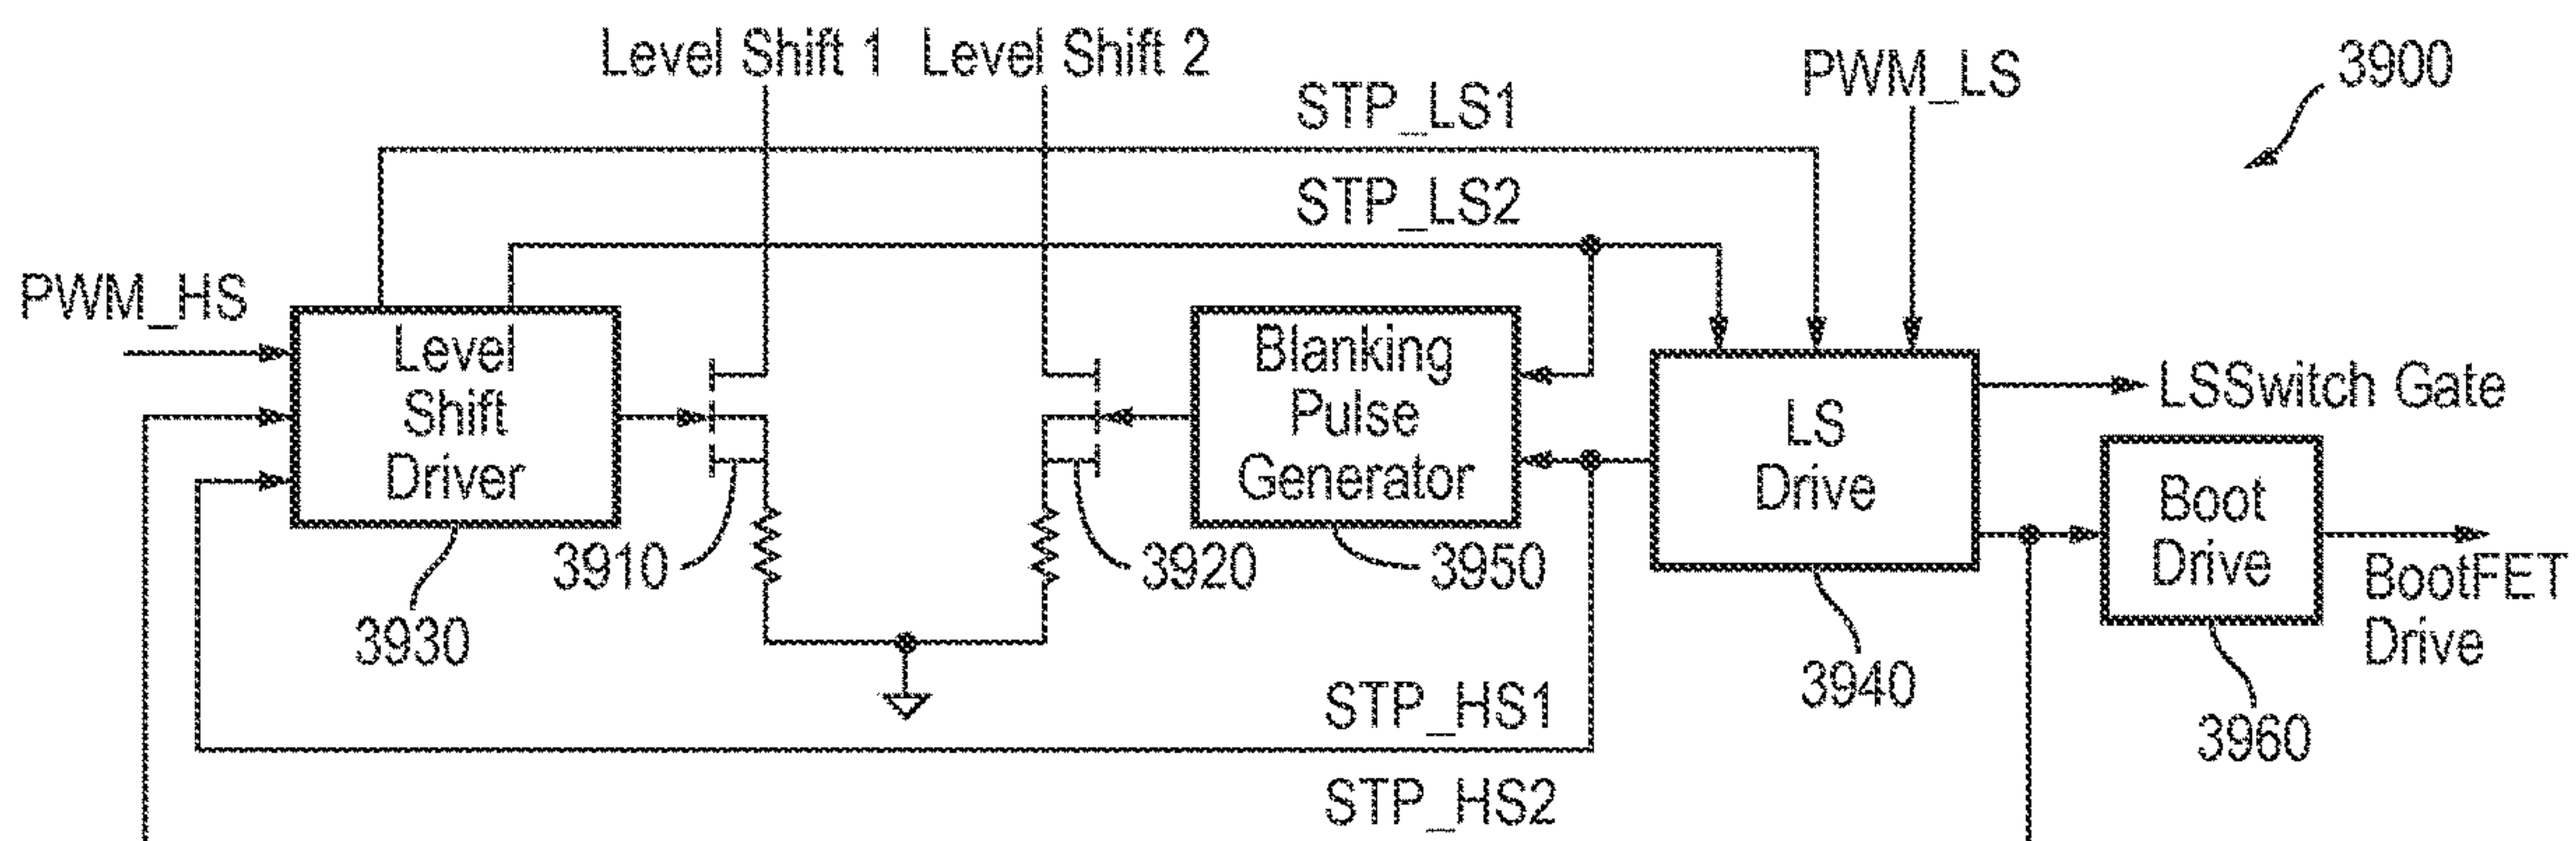 Level Shift 1
Level Shift 2
PWM_LS
3900
STP_LS1
STP_LS2
PWM_HS
Level
Shift
Driver
Blanking
Pulse
Generator
LS
Drive
LSSwitch Gate
Boot
Drive
BootFET
Drive
3910
3920
3950
3930
3940
3960
STP_HS1
STP_HS2